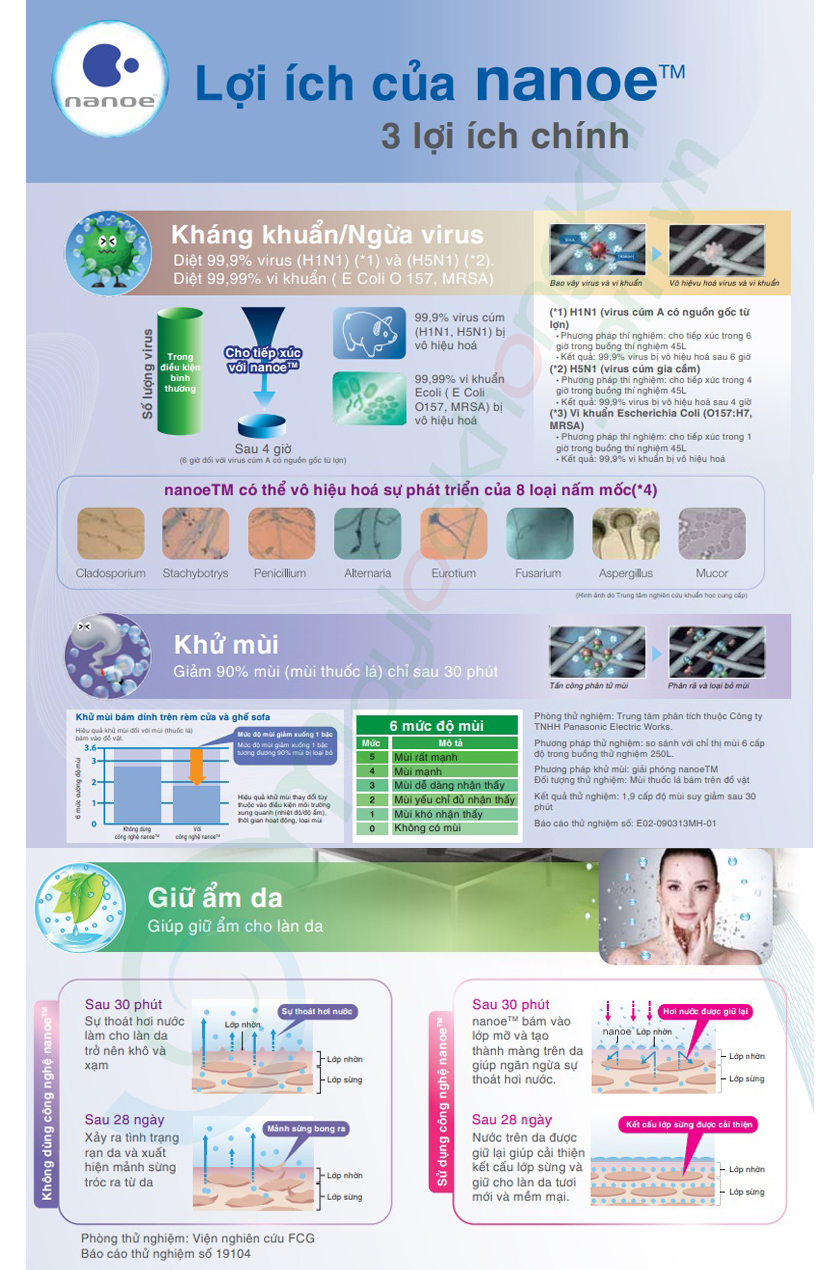 nanoe™
Lợi ích của nanoe™
3 lợi ích chính
Kháng khuẩn/Ngừa virus
Diệt 99,9% virus (H1N1) (*1) và (H5N1) (*2).
Diệt 99,99% vi khuẩn ( E Coli O 157, MRSA)
Bao vây virus và vi khuẩn
Vô hiệu hoá virus và vi khuẩn
Số lượng virus
Trong
điều kiện
bình
thường
Cho tiếp xúc
với nanoe™
Sau 4 giờ
(6 giờ đối với virus cúm A có nguồn gốc từ lợn)
99,9% virus cúm
(H1N1, H5N1) bị
vô hiệu hoá
99,99% vi khuẩn
Ecoli ( E Coli
O157, MRSA) bị
vô hiệu hoá
(*1) H1N1 (virus cúm A có nguồn gốc từ
lợn)
• Phương pháp thí nghiệm: cho tiếp xúc trong 6
giờ trong buồng thí nghiệm 45L
• Kết quả: 99,9% virus bị vô hiệu hoá sau 6 giờ
(*2) H5N1 (virus cúm gia cầm)
• Phương pháp thí nghiệm: cho tiếp xúc trong 4
giờ trong buồng thí nghiệm 45L
• Kết quả: 99,9% virus bị vô hiệu hoá sau 4 giờ
(*3) Vi khuẩn Escherichia Coli (O157:H7,
MRSA)
• Phương pháp thí nghiệm: cho tiếp xúc trong 1
giờ trong buồng thí nghiệm 45L
• Kết quả: 99,9% vi khuẩn bị vô hiệu hoá
nanoeTM có thể vô hiệu hoá sự phát triển của 8 loại nấm mốc(*4)
Cladosporium
Stachybotrys
Penicillium
Alternaria
Eurotium
Fusarium
Aspergillus
Mucor
(Hình ảnh do Trung tâm nghiên cứu khuẩn học cung cấp)
Khử mùi
Giảm 90% mùi (mùi thuốc lá) chỉ sau 30 phút
Tấn công phân tử mùi
Phân rã và loại bỏ mùi
Khử mùi bám dính trên rèm cửa và ghế sofa
Hiệu quả khử mùi đối với mùi (thuốc lá)
bám vào đồ vật.
Mức độ mùi giảm xuống 1 bậc
Mức độ mùi giảm xuống 1 bậc
tương đương 90% mùi bị loại bỏ
6 mức cường độ mùi
3.6
3
2
1
0
Không dùng
công nghệ nanoe™
Với
công nghệ nanoe™
Hiệu quả khử mùi thay đổi tùy
thuộc vào điều kiện môi trường
xung quanh (nhiệt độ/độ ẩm),
thời gian hoạt động, loại mùi
6 mức độ mùi
Mức Mô tả
5 Mùi rất mạnh
4 Mùi mạnh
3 Mùi dễ dàng nhận thấy
2 Mùi yếu chỉ đủ nhận thấy
1 Mùi khó nhận thấy
0 Không có mùi
Phòng thử nghiệm: Trung tâm phân tích thuộc Công ty
TNHH Panasonic Electric Works.
Phương pháp thử nghiệm: so sánh với chỉ thị mùi 6 cấp
độ trong buồng thử nghiệm 250L.
Phương pháp khử mùi: giải phóng nanoeTM
Đối tượng thử nghiệm: Mùi thuốc lá bám trên đồ vật
Kết quả thử nghiệm: 1,9 cấp độ mùi suy giảm sau 30
phút
Báo cáo thử nghiệm số: E02-090313MH-01
Giữ ẩm da
Giúp giữ ẩm cho làn da
Không dùng công nghệ nanoe™
Sau 30 phút
Sự thoát hơi nước
làm cho làn da
trở nên khô và
xạm
Sự thoát hơi nước
Lớp nhờn
Lớp nhờn
Lớp sừng
Sau 28 ngày
Xảy ra tình trạng
rạn da và xuất
hiện mảnh sừng
tróc ra từ da
Mảnh sừng bong ra
Lớp nhờn
Lớp sừng
Sử dụng công nghệ nanoe™
Sau 30 phút
nanoe™ bám vào
lớp mỡ và tạo
thành màng trên da
giúp ngăn ngừa sự
thoát hơi nước.
Hơi nước được giữ lại
nanoe Lớp nhờn
Lớp nhờn
Lớp sừng
Sau 28 ngày
Nước trên da được
giữ lại giúp cải thiện
kết cấu lớp sừng và
giữ cho làn da tươi
mới và mềm mại.
Kết cấu lớp sừng được cải thiện
Lớp nhờn
Lớp sừng
Phòng thử nghiệm: Viện nghiên cứu FCG
Báo cáo thử nghiệm số 19104